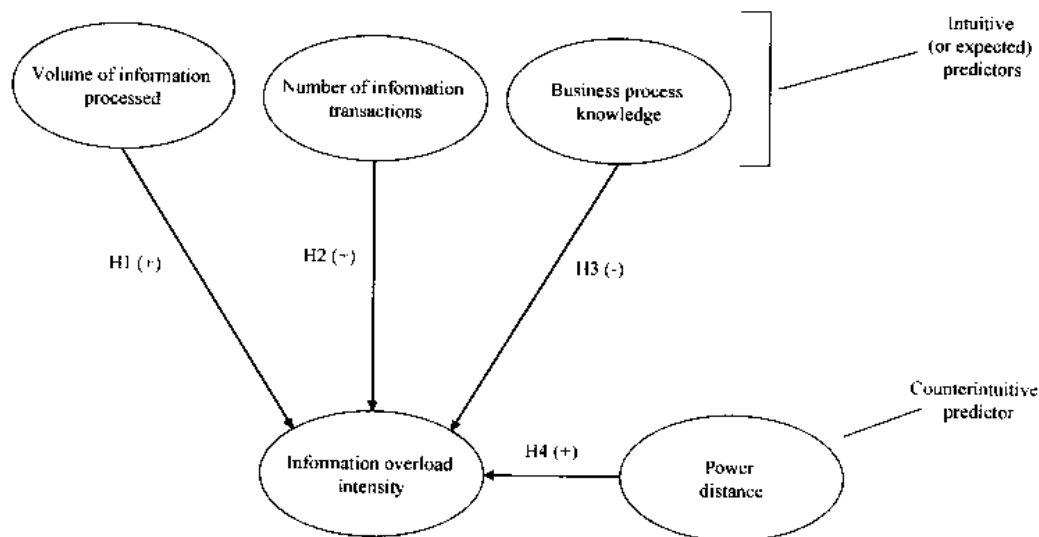 Intuitive
(or expected)
predictors
Volume of information
processed
Number of information
transactions
Business process
knowledge
H1 (+)
H2 (+)
H3 (-)
Counterintuitive
predictor
Information overload
intensity
H4 (+)
Power
distance